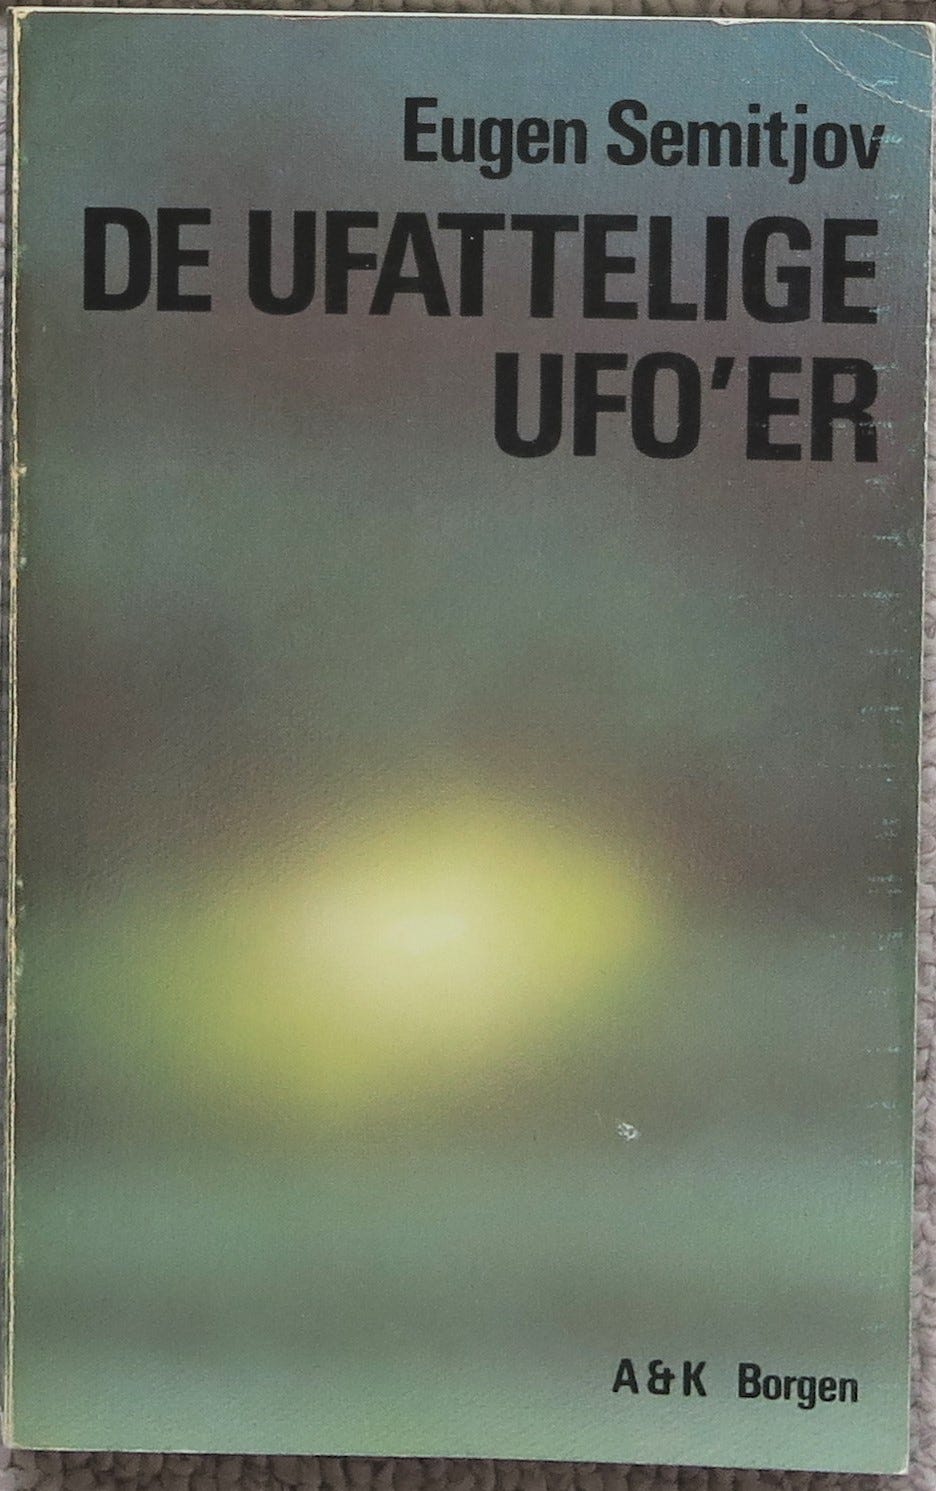 Eugen Semitjov
DE UFATTELIGE
UFO'ER
A & K Borgen